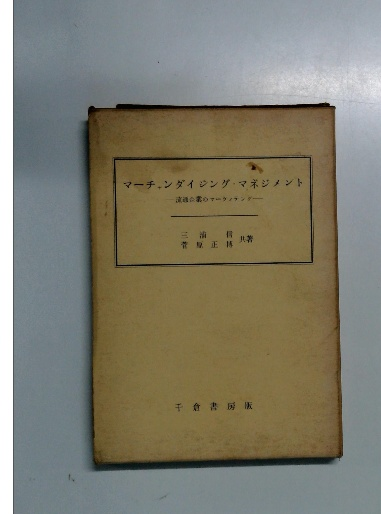 マーチャンダイジング・マネジメント
—流通企業のマーケティング—
三浦信
菅原正博 共著
千倉書房版